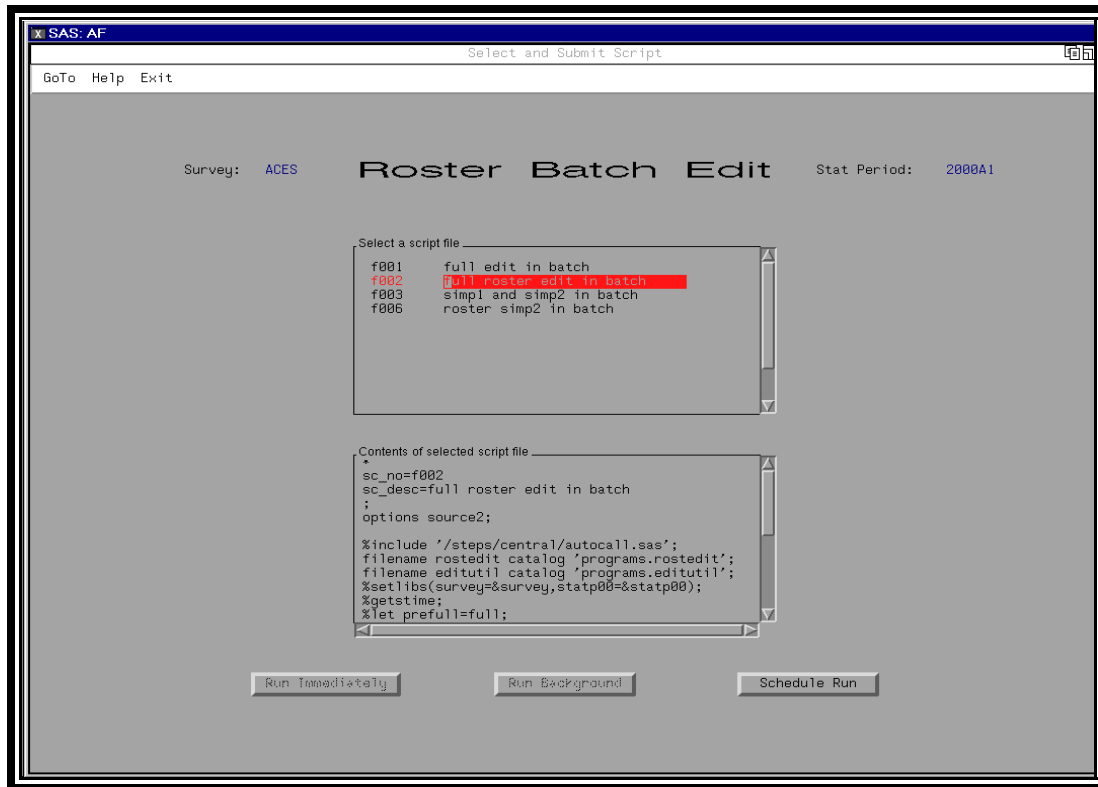 X SAS: AF
Select and Submit Script
GoTo Help Exit
Survey: ACES Roster Batch Edit Stat Period: 2000A1
Select a script file
f001 full edit in batch
f002 full roster edit in batch
f003 simp1 and simp2 in batch
f006 roster simp2 in batch
Contents of selected script file
*
sc_no=f002
sc_desc=full roster edit in batch
;
options source2;
%include '/steps/central/autocall.sas';
filename rostedit catalog 'programs.rostedit';
filename editutil catalog 'programs.editutil';
%setlibs(survey=&survey,statp00=&statp00);
%getstime;
%let prefull=full;
Run Immediately Run Background Schedule Run